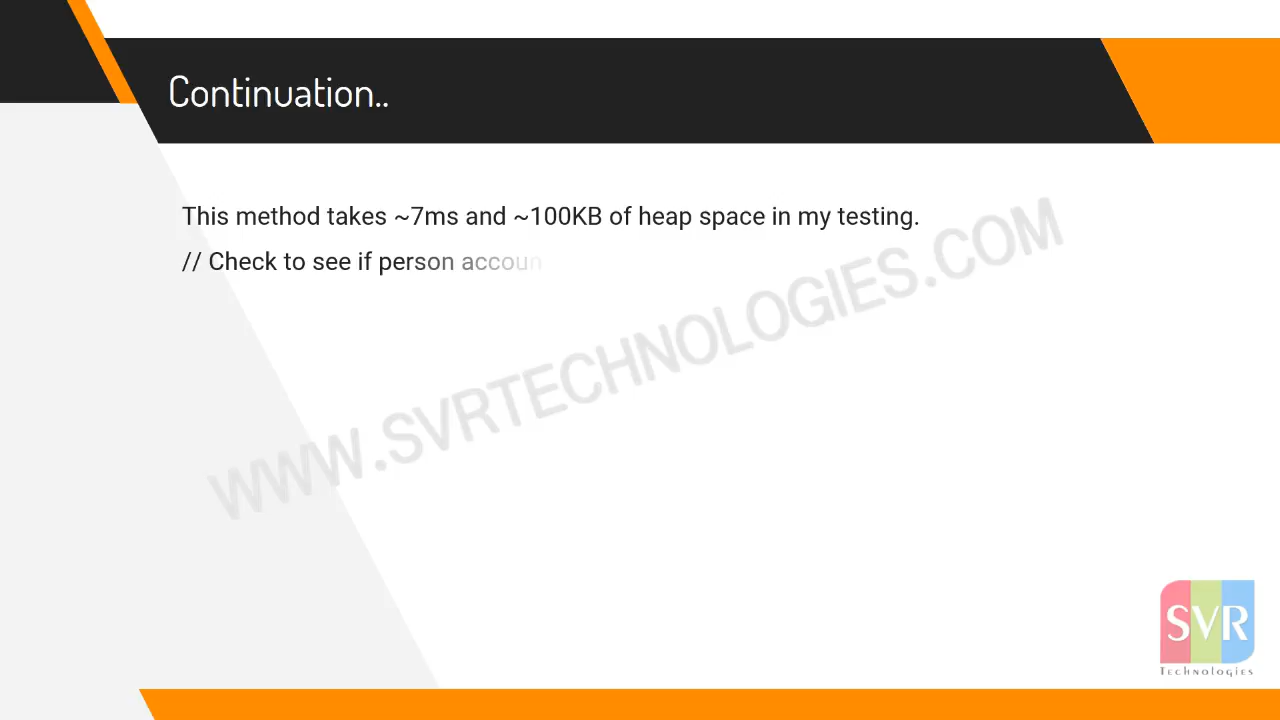 Continuation..
This method takes ~7ms and ~100KB of heap space in my testing.
// Check to see if person accoun
WWW.SVRTECHNOLOGIES.COM
SVR
Technologies